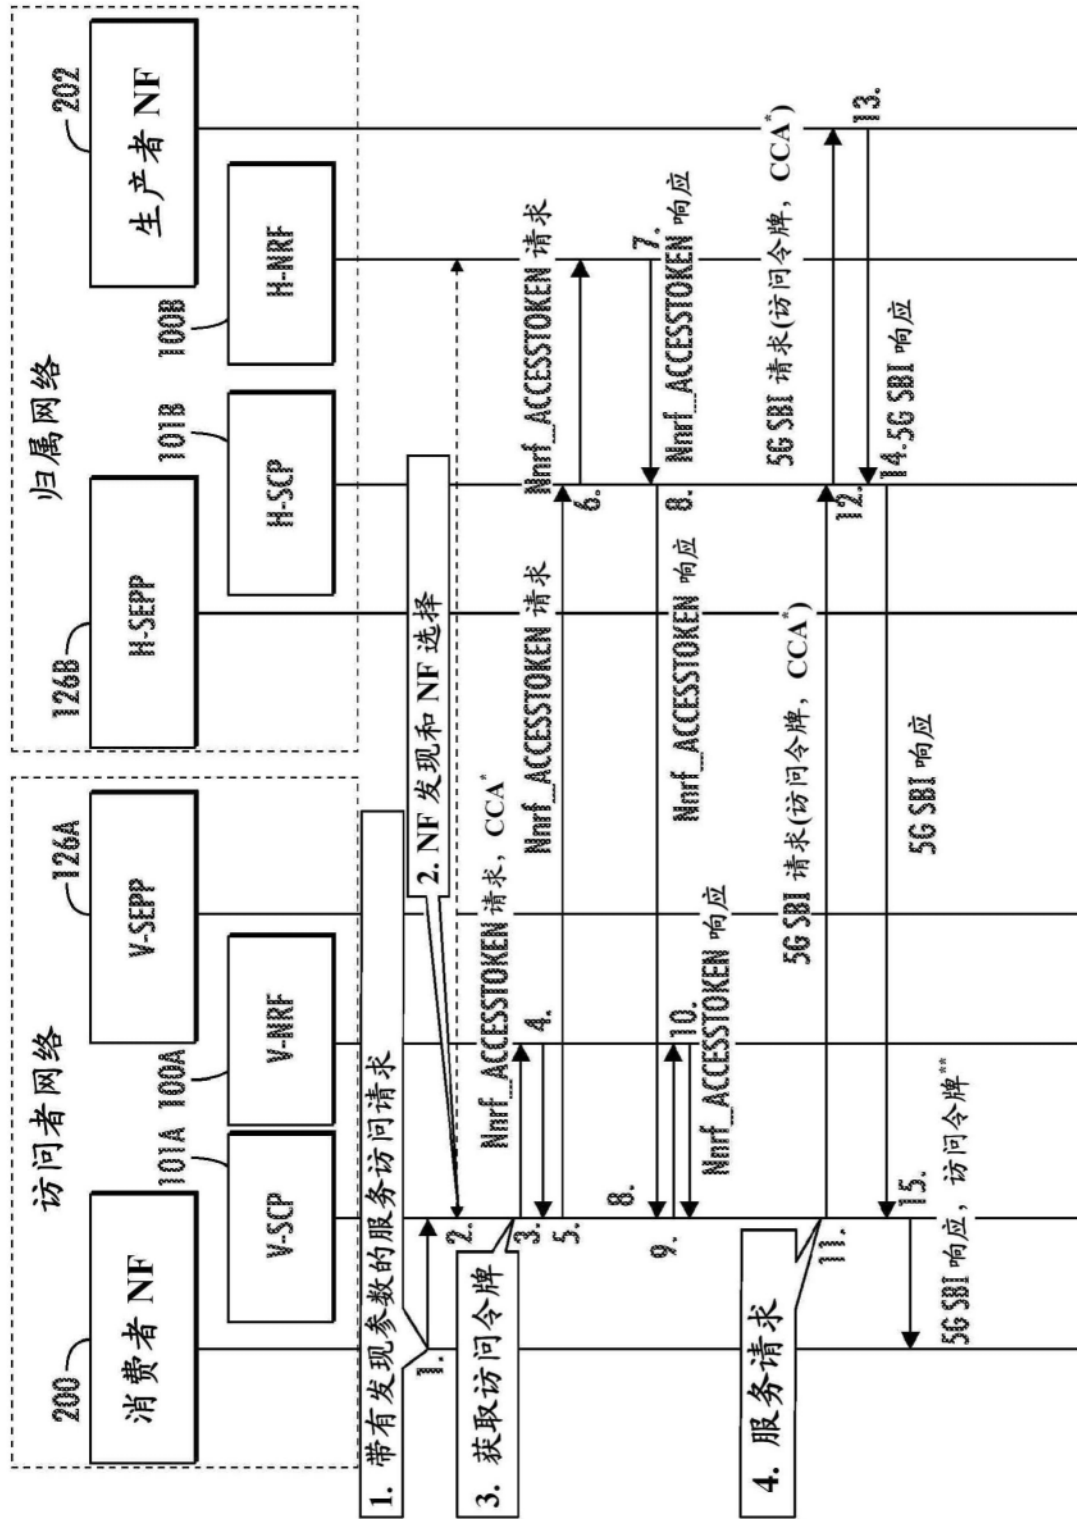 访问者网络
归属网络
200
消费者 NF
101A
V-SCP
100A
V-NRF
126A
V-SEPP
126B
H-SEPP
101B
H-SCP
100B
H-NRF
202
生产者 NF
1. 带有发现参数的服务访问请求
1.
2. NF 发现和 NF 选择
2.
3. 获取访问令牌
3.
Nnrf_ACCESSTOKEN 请求，CCA*
4.
5.
Nnrf_ACCESSTOKEN 请求
6.
Nnrf_ACCESSTOKEN 请求
7.
Nnrf_ACCESSTOKEN 响应
8.
8.
Nnrf_ACCESSTOKEN 响应
9.
10.
Nnrf_ACCESSTOKEN 响应
4. 服务请求
11.
5G SBI 请求(访问令牌，CCA*)
12.
5G SBI 请求(访问令牌，CCA*)
13.
14.5G SBI 响应
5G SBI 响应
15.
5G SBI 响应，访问令牌**